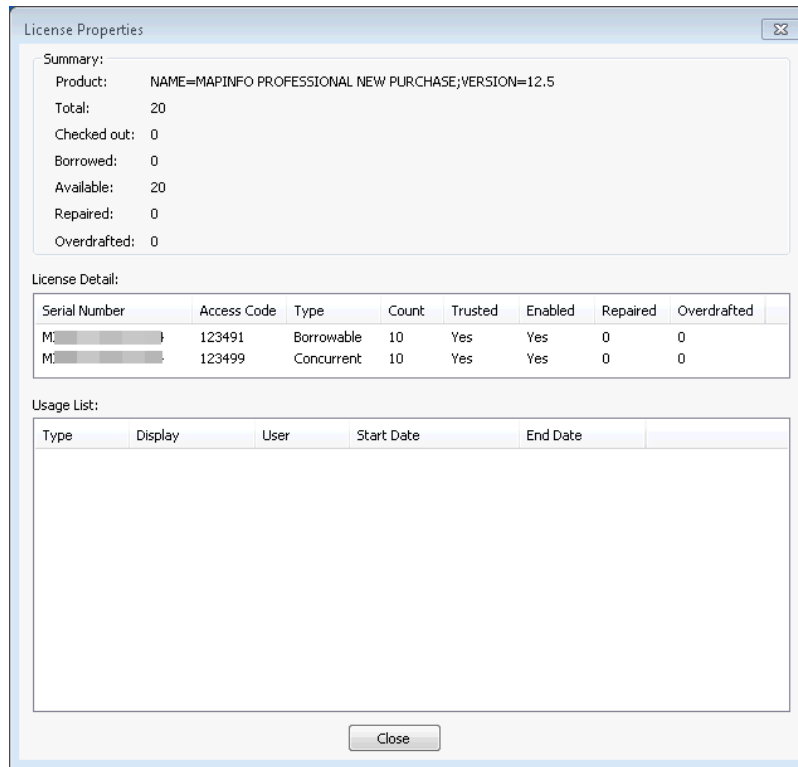 License Properties
Summary:
Product: NAME=MAPINFO PROFESSIONAL NEW PURCHASE;VERSION=12.5
Total: 20
Checked out: 0
Borrowed: 0
Available: 20
Repaired: 0
Overdrafted: 0
License Detail:
Serial Number Access Code Type Count Trusted Enabled Repaired Overdrafted
123491 Borrowable 10 Yes Yes 0 0
123499 Concurrent 10 Yes Yes 0 0
Usage List:
Type Display User Start Date End Date
Close